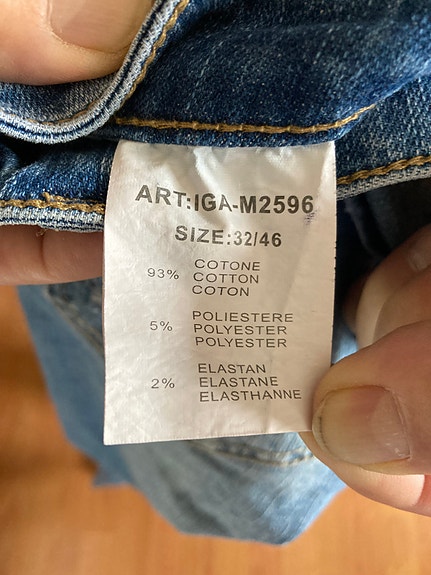 ART:IGA-M2596
SIZE:32/46
93% COTONE
COTTON
COTON
5% POLIESTERE
POLYESTER
POLYESTER
2% ELASTAN
ELASTANE
ELASTHANNE